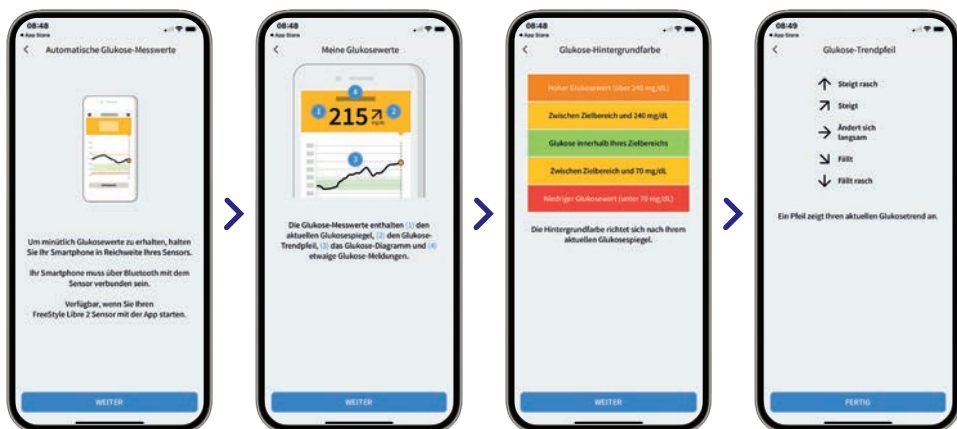 08:48
App Store
Automatische Glukose-Messwerte
Um minütlich Glukosewerte zu erhalten, halten
Sie Ihr Smartphone in Reichweite Ihres Sensors.
Ihr Smartphone muss über Bluetooth mit dem
Sensor verbunden sein.
Verfügbar, wenn Sie Ihren
FreeStyle Libre 2 Sensor mit der App starten.
WEITER
08:48
App Store
Meine Glukosewerte
4
1
215
2
mg/dL
3
Die Glukose-Messwerte enthalten (1) den
aktuellen Glukosespiegel, (2) den Glukose-
Trendpfeil, (3) das Glukose-Diagramm und (4)
etwaige Glukose-Meldungen.
WEITER
08:48
App Store
Glukose-Hintergrundfarbe
Hoher Glukosewert (über 240 mg/dL)
Zwischen Zielbereich und 240 mg/dL
Glukose innerhalb Ihres Zielbereichs
Zwischen Zielbereich und 70 mg/dL
Niedriger Glukosewert (unter 70 mg/dL)
Die Hintergrundfarbe richtet sich nach Ihrem
aktuellen Glukosespiegel.
WEITER
08:49
App Store
Glukose-Trendpfeil
Steigt rasch
Steigt
Ändert sich
langsam
Fällt
Fällt rasch
Ein Pfeil zeigt Ihren aktuellen Glukosetrend an.
FERTIG